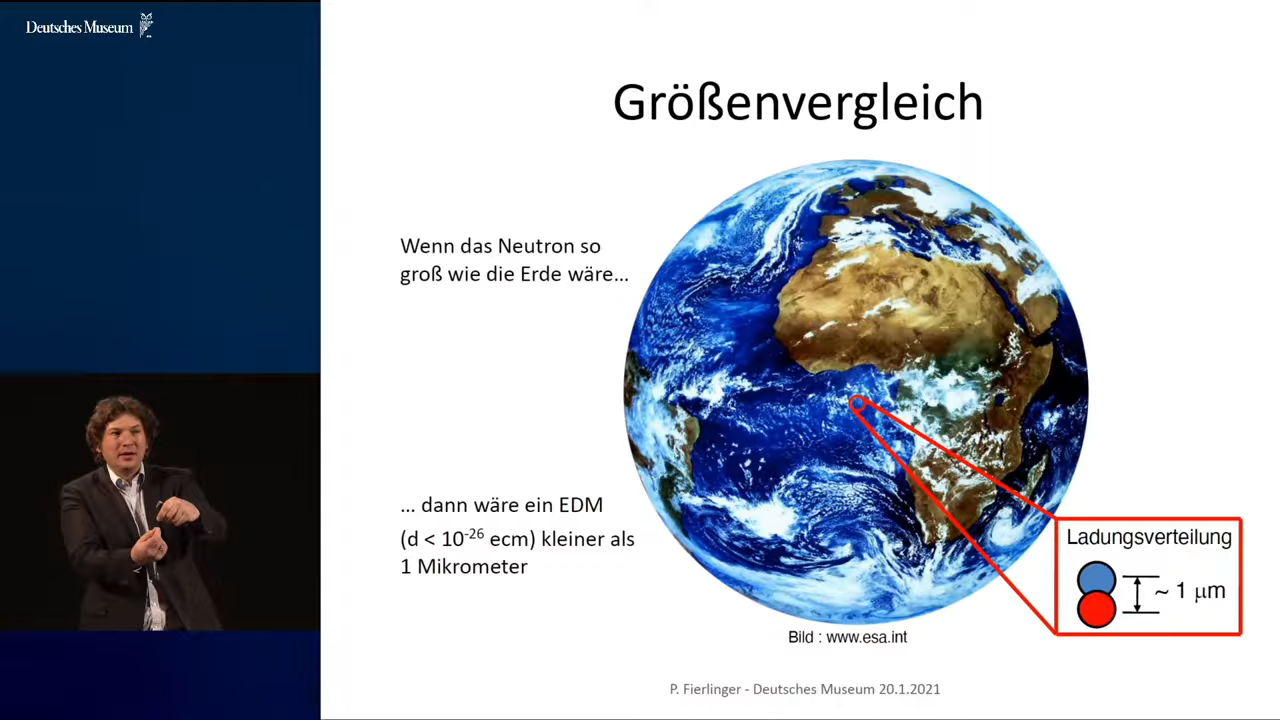 Deutsches Museum
Größenvergleich
Wenn das Neutron so
groß wie die Erde wäre...
... dann wäre ein EDM
(d < 10⁻²⁶ ecm) kleiner als
1 Mikrometer
Ladungsverteilung
~ 1 μm
Bild : www.esa.int
P. Fierlinger - Deutsches Museum 20.1.2021